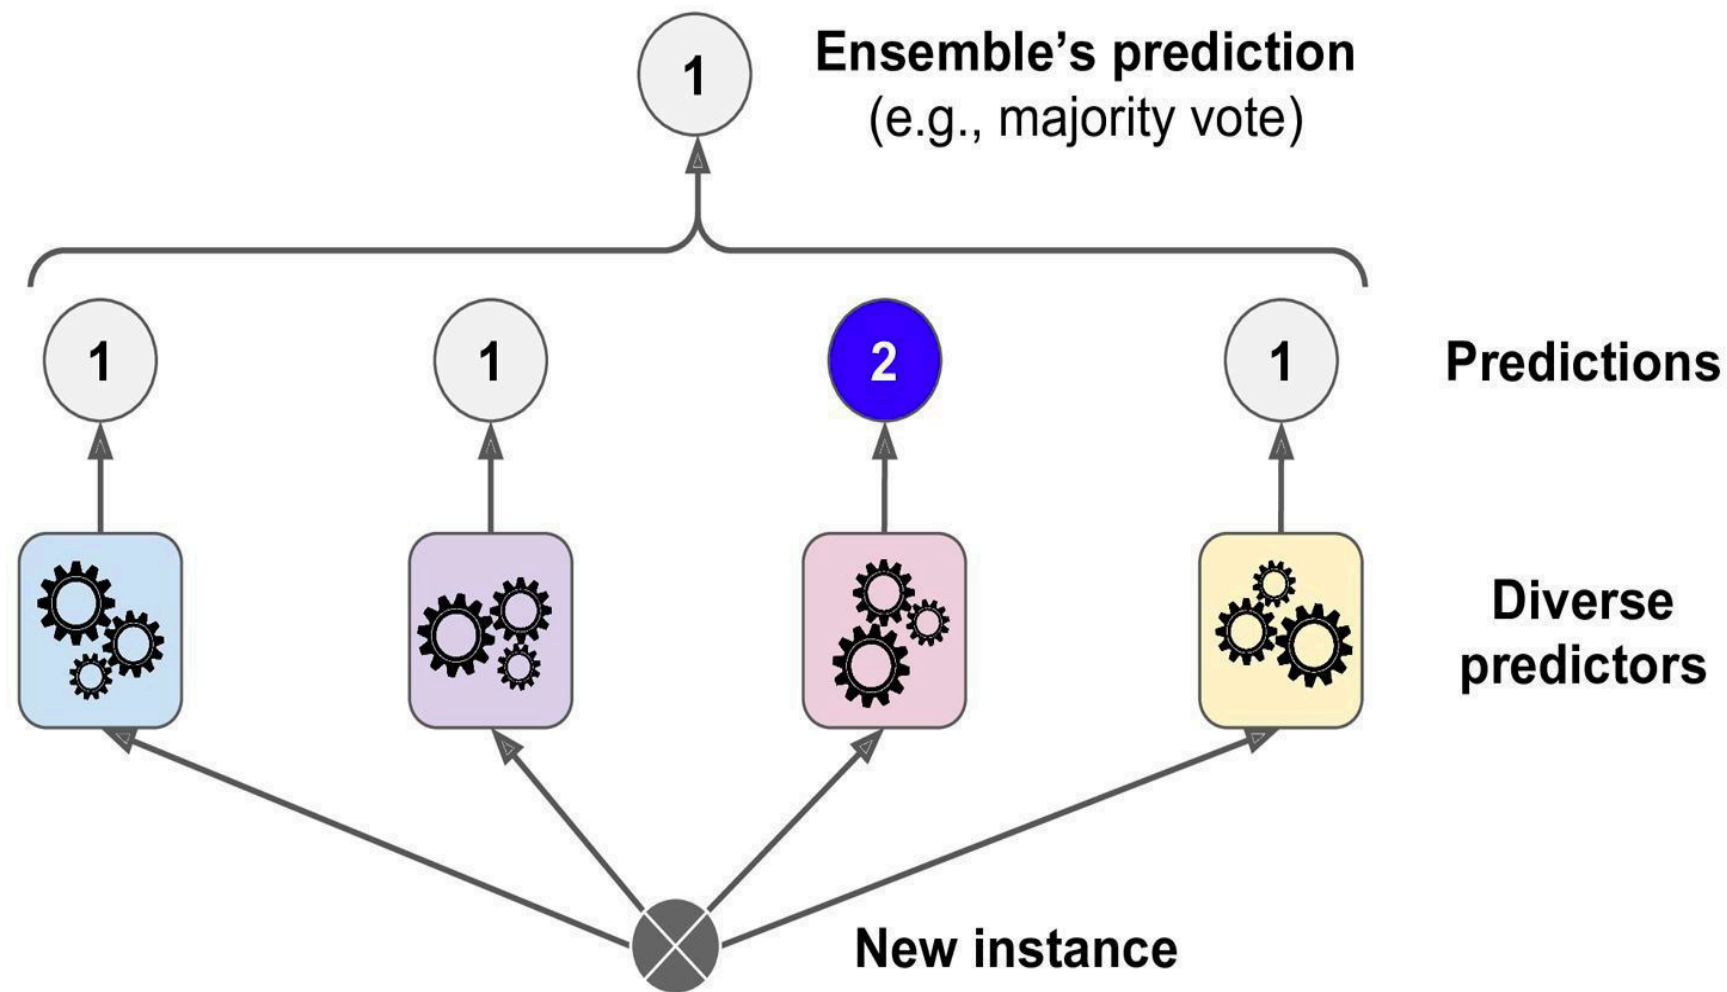 1
Ensemble’s prediction
(e.g., majority vote)
1 1 2 1
Predictions
Diverse
predictors
New instance